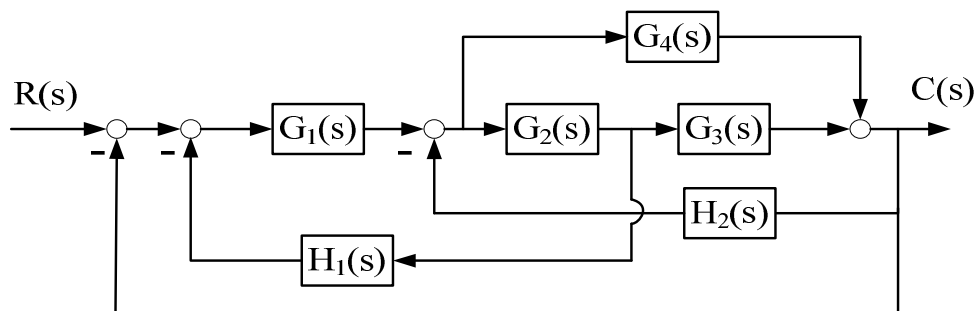 G₄(s)
R(s)
C(s)
G₁(s)
G₂(s)
G₃(s)
-
-
-
H₂(s)
H₁(s)